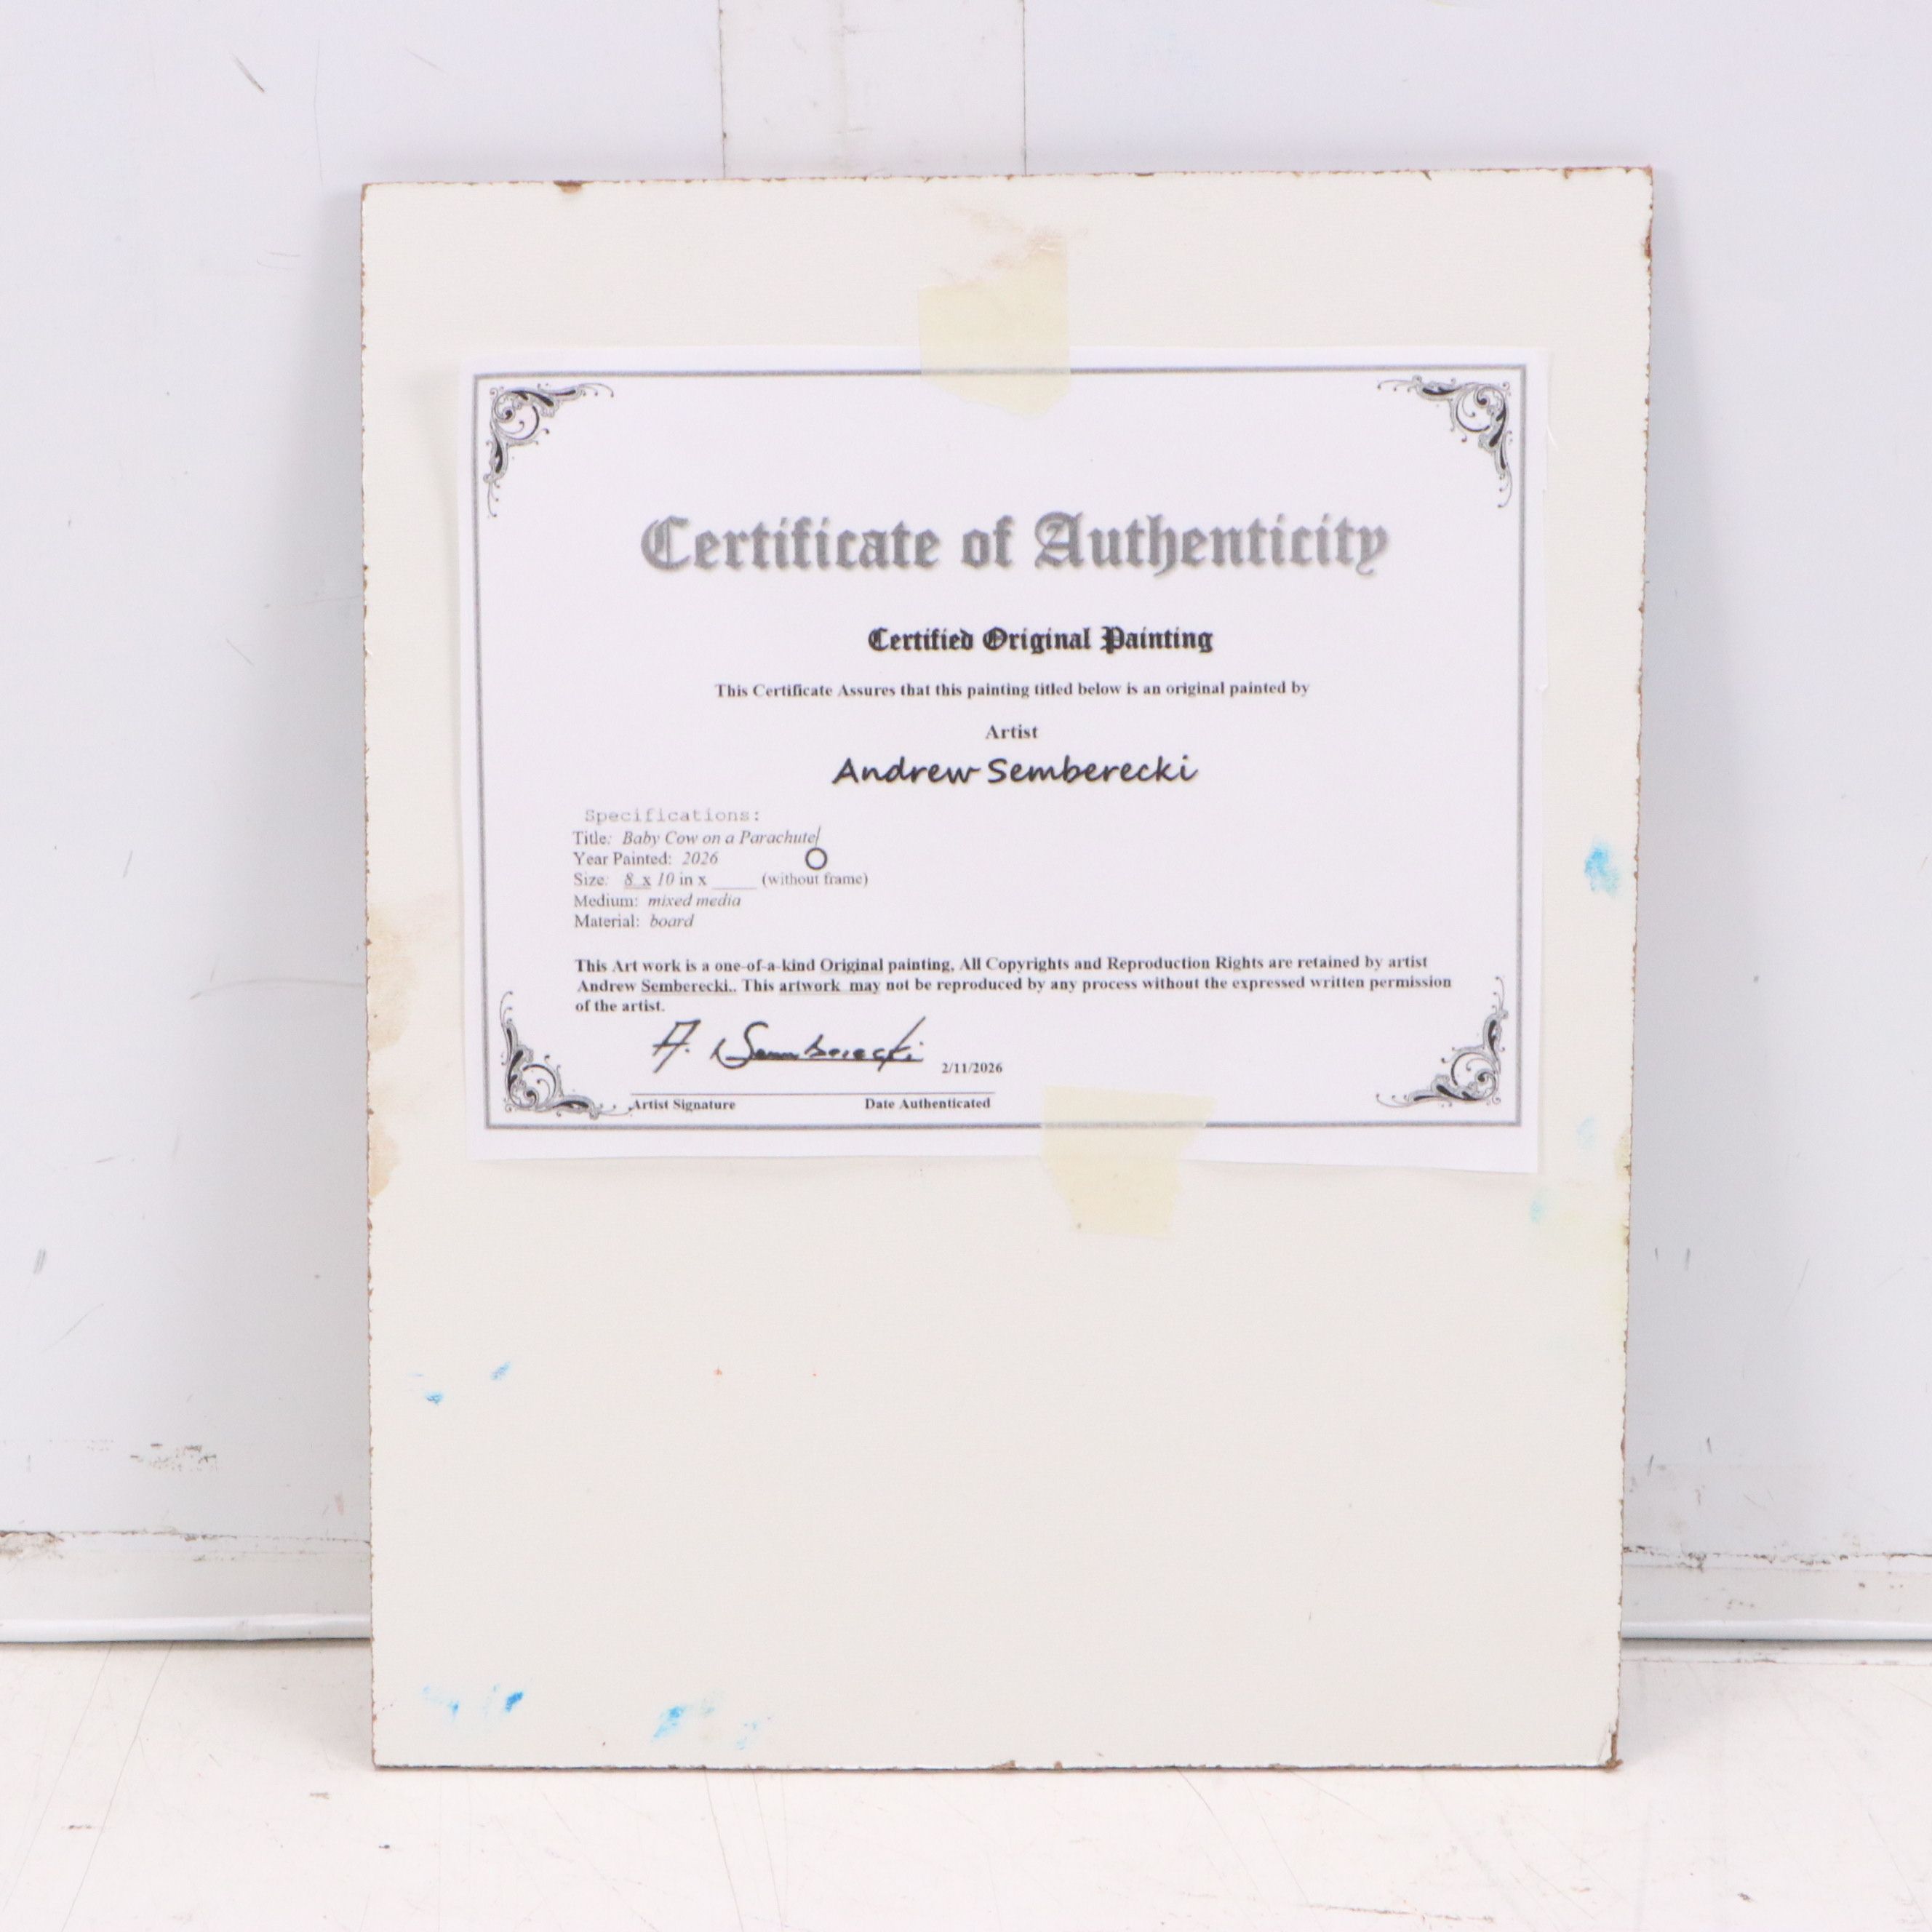 Certificate of Authenticity
Certified Original Painting
This Certificate Assures that this painting titled below is an original painted by
Artist
Andrew Semberecki
Specifications:
Title: Baby Cow on a Parachute
Year Painted: 2026
Size: 8 x 10 in x _____ (without frame)
Medium: mixed media
Material: board
This Art work is a one-of-a-kind Original painting, All Copyrights and Reproduction Rights are retained by artist
Andrew Semberecki.. This artwork may not be reproduced by any process without the expressed written permission
of the artist.
A. Semberecki 2/11/2026
Artist Signature Date Authenticated